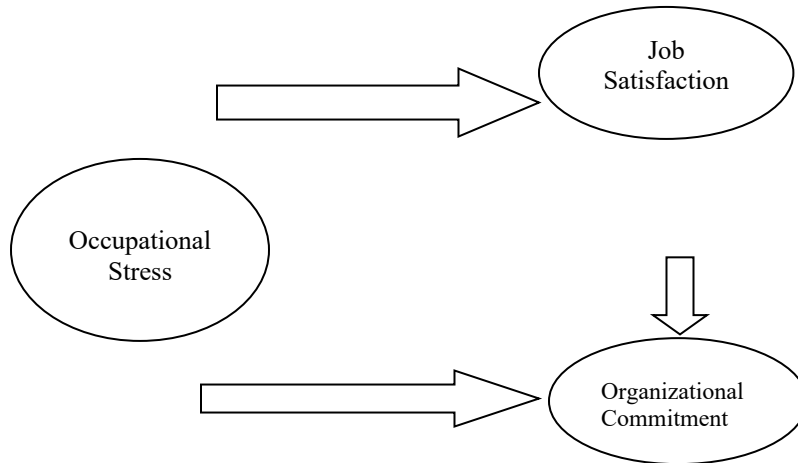 Job
Satisfaction
Occupational
Stress
Organizational
Commitment